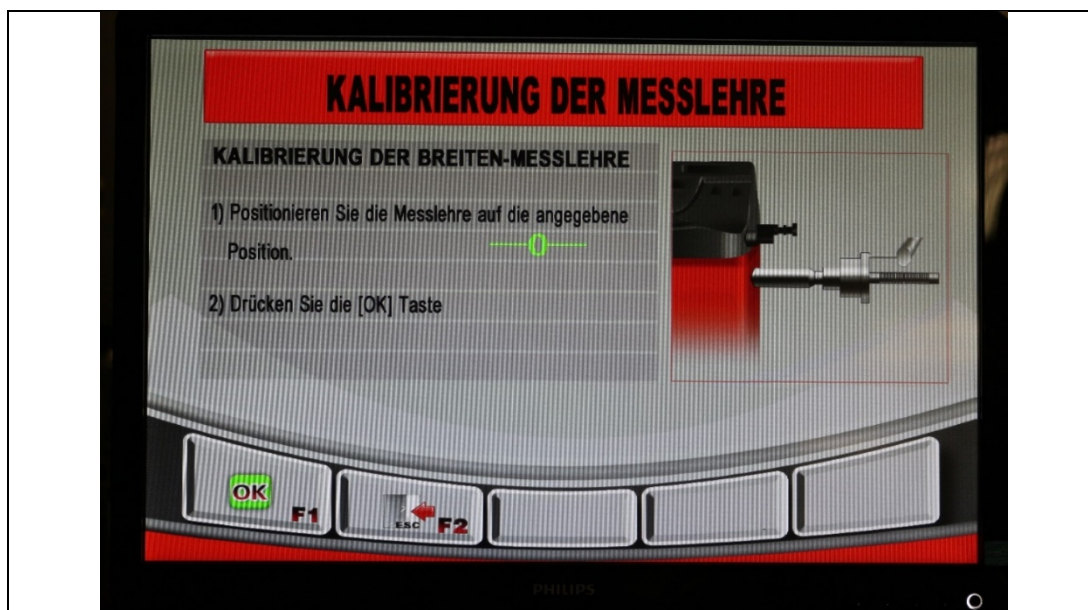 KALIBRIERUNG DER MESSLEHRE
KALIBRIERUNG DER BREITEN-MESSLEHRE
1) Positionieren Sie die Messlehre auf die angegebene
Position.
0
2) Drücken Sie die [OK] Taste
OK F1
ESC F2
PHILIPS